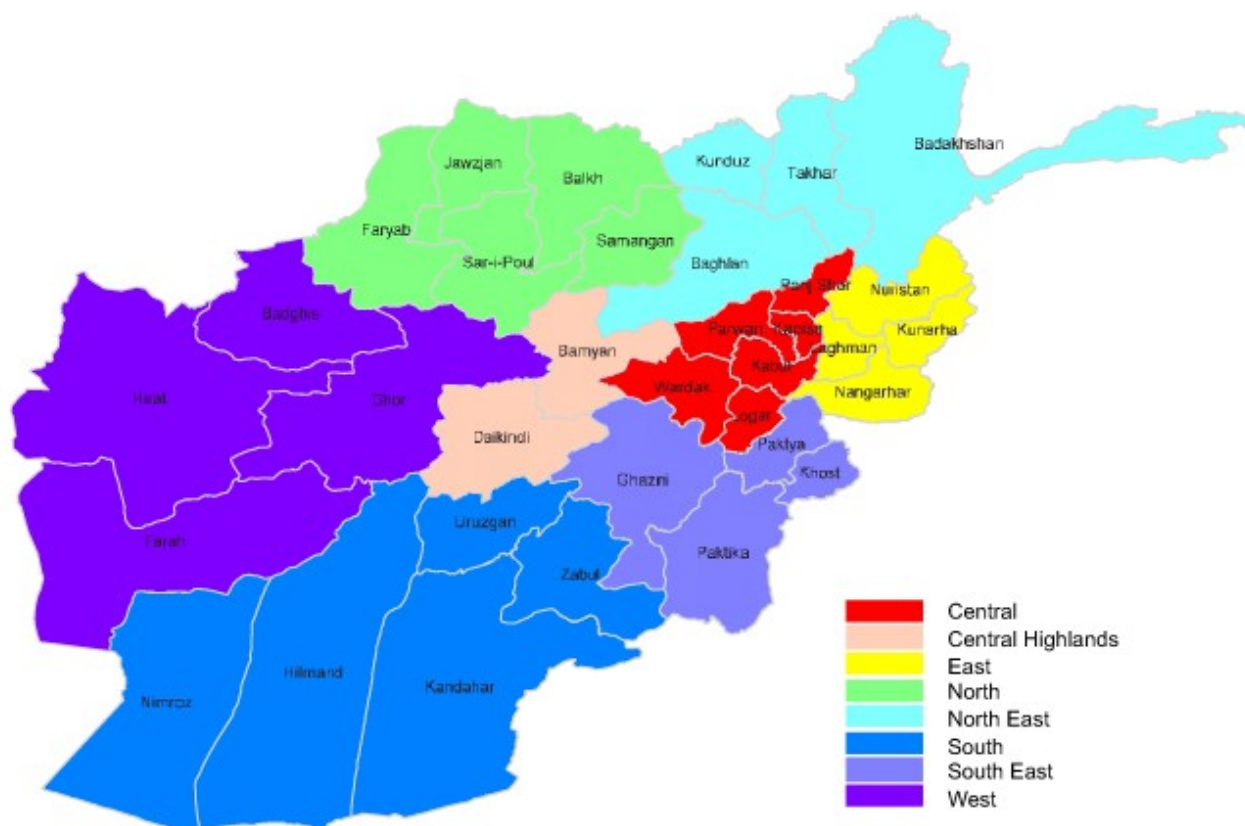 Badakhshan
Kunduz
Takhar
Jawzjan
Balkh
Faryab
Samangan
Sar-i-Poul
Baghlan
Panj Sher
Nuristan
Badghis
Parwan
Kapisa
Kunarha
Laghman
Bamyan
Kabul
Wardak
Nangarhar
Herat
Ghor
Logar
Daikindi
Paktya
Khost
Ghazni
Uruzgan
Farah
Paktika
Zabul
Hilmand
Kandahar
Nimroz
Central
Central Highlands
East
North
North East
South
South East
West